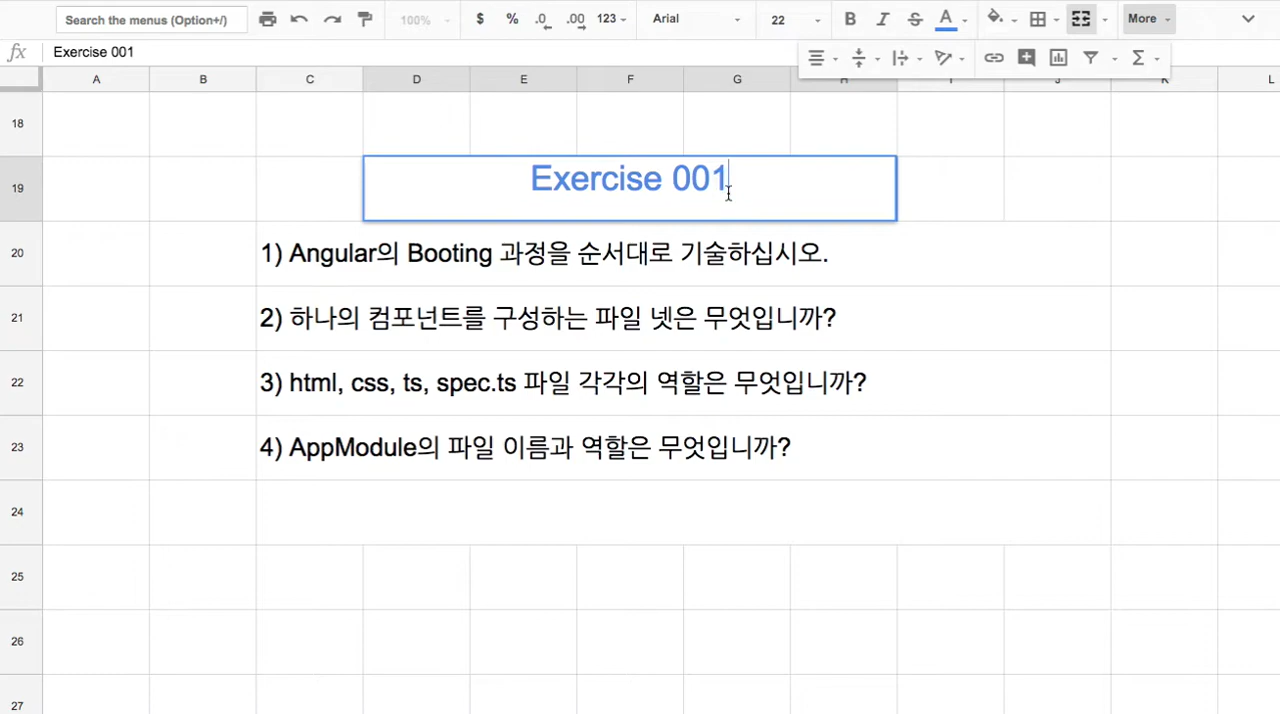 Search the menus (Option+/) 100% $ % .0 .00 123 Arial 22 B I S A More
fx Exercise 001
A B C D E F G H I J K L
18
19 Exercise 001
20 1) Angular의 Booting 과정을 순서대로 기술하십시오.
21 2) 하나의 컴포넌트를 구성하는 파일 넷은 무엇입니까?
22 3) html, css, ts, spec.ts 파일 각각의 역할은 무엇입니까?
23 4) AppModule의 파일 이름과 역할은 무엇입니까?
24
25
26
27